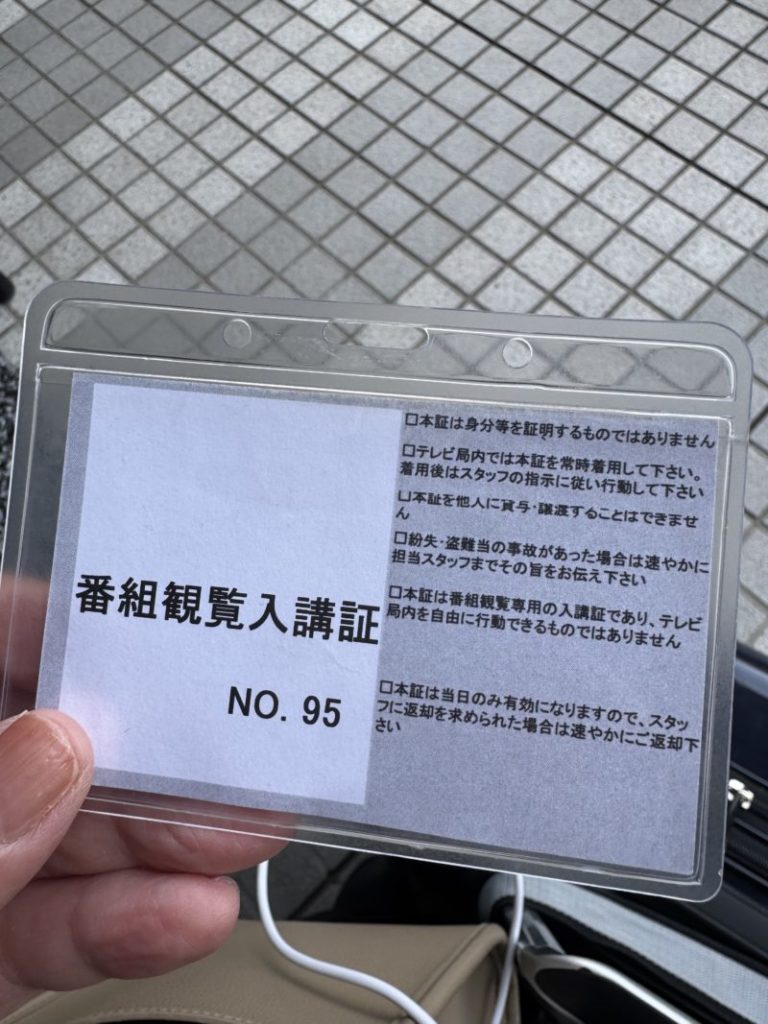 番組観覧入講証
NO. 95
□本証は身分等を証明するものではありません
□テレビ局内では本証を常時着用して下さい。
着用後はスタッフの指示に従い行動して下さい
□本証を他人に貸与・譲渡することはできませ
ん
□紛失・盗難当の事故があった場合は速やかに
担当スタッフまでその旨をお伝え下さい
□本証は番組観覧専用の入講証であり、テレビ
局内を自由に行動できるものではありません
□本証は当日のみ有効になりますので、スタッ
フに返却を求められた場合は速やかにご返却下
さい